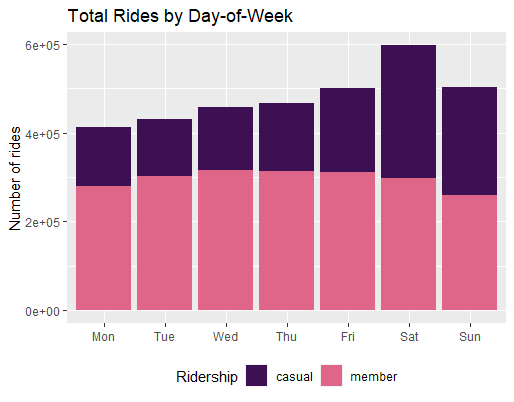 Total Rides by Day-of-Week
Number of rides
6e+05
4e+05
2e+05
0e+00
Mon Tue Wed Thu Fri Sat Sun
Ridership casual member